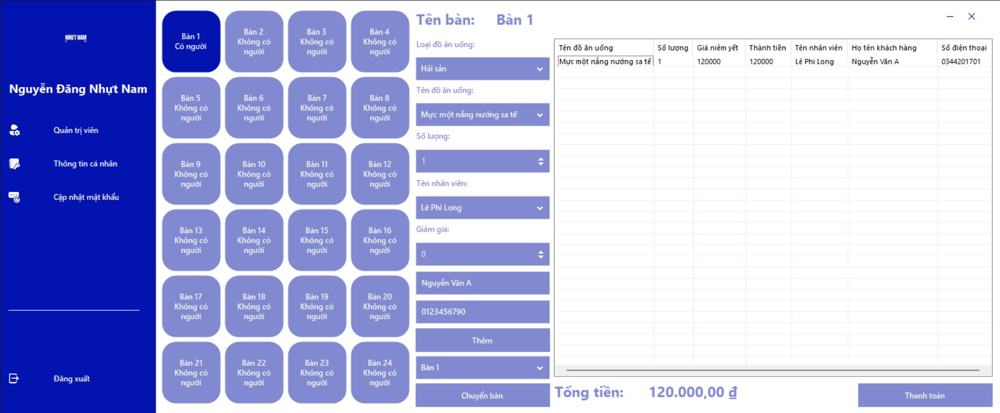 NHỰT NAM
Nguyễn Đăng Nhựt Nam
Quản trị viên
Thông tin cá nhân
Cập nhật mật khẩu
Đăng xuất
Bàn 1
Có người
Bàn 2
Không có
người
Bàn 3
Không có
người
Bàn 4
Không có
người
Bàn 5
Không có
người
Bàn 6
Không có
người
Bàn 7
Không có
người
Bàn 8
Không có
người
Bàn 9
Không có
người
Bàn 10
Không có
người
Bàn 11
Không có
người
Bàn 12
Không có
người
Bàn 13
Không có
người
Bàn 14
Không có
người
Bàn 15
Không có
người
Bàn 16
Không có
người
Bàn 17
Không có
người
Bàn 18
Không có
người
Bàn 19
Không có
người
Bàn 20
Không có
người
Bàn 21
Không có
người
Bàn 22
Không có
người
Bàn 23
Không có
người
Bàn 24
Không có
người
Tên bàn: Bàn 1
Loại đồ ăn uống:
Hải sản
Tên đồ ăn uống:
Mực một nắng nướng sa tế
Số lượng:
1
Tên nhân viên:
Lê Phi Long
Giảm giá:
0
Nguyễn Văn A
0123456790
Thêm
Bàn 1
Chuyển bàn
Tên đồ ăn uống Số lượng Giá niêm yết Thành tiền Tên nhân viên Họ tên khách hàng Số điện thoại
Mực một nắng nướng sa tế 1 120000 120000 Lê Phi Long Nguyễn Văn A 0344201701
Tổng tiền: 120.000,00 ₫
Thanh toán